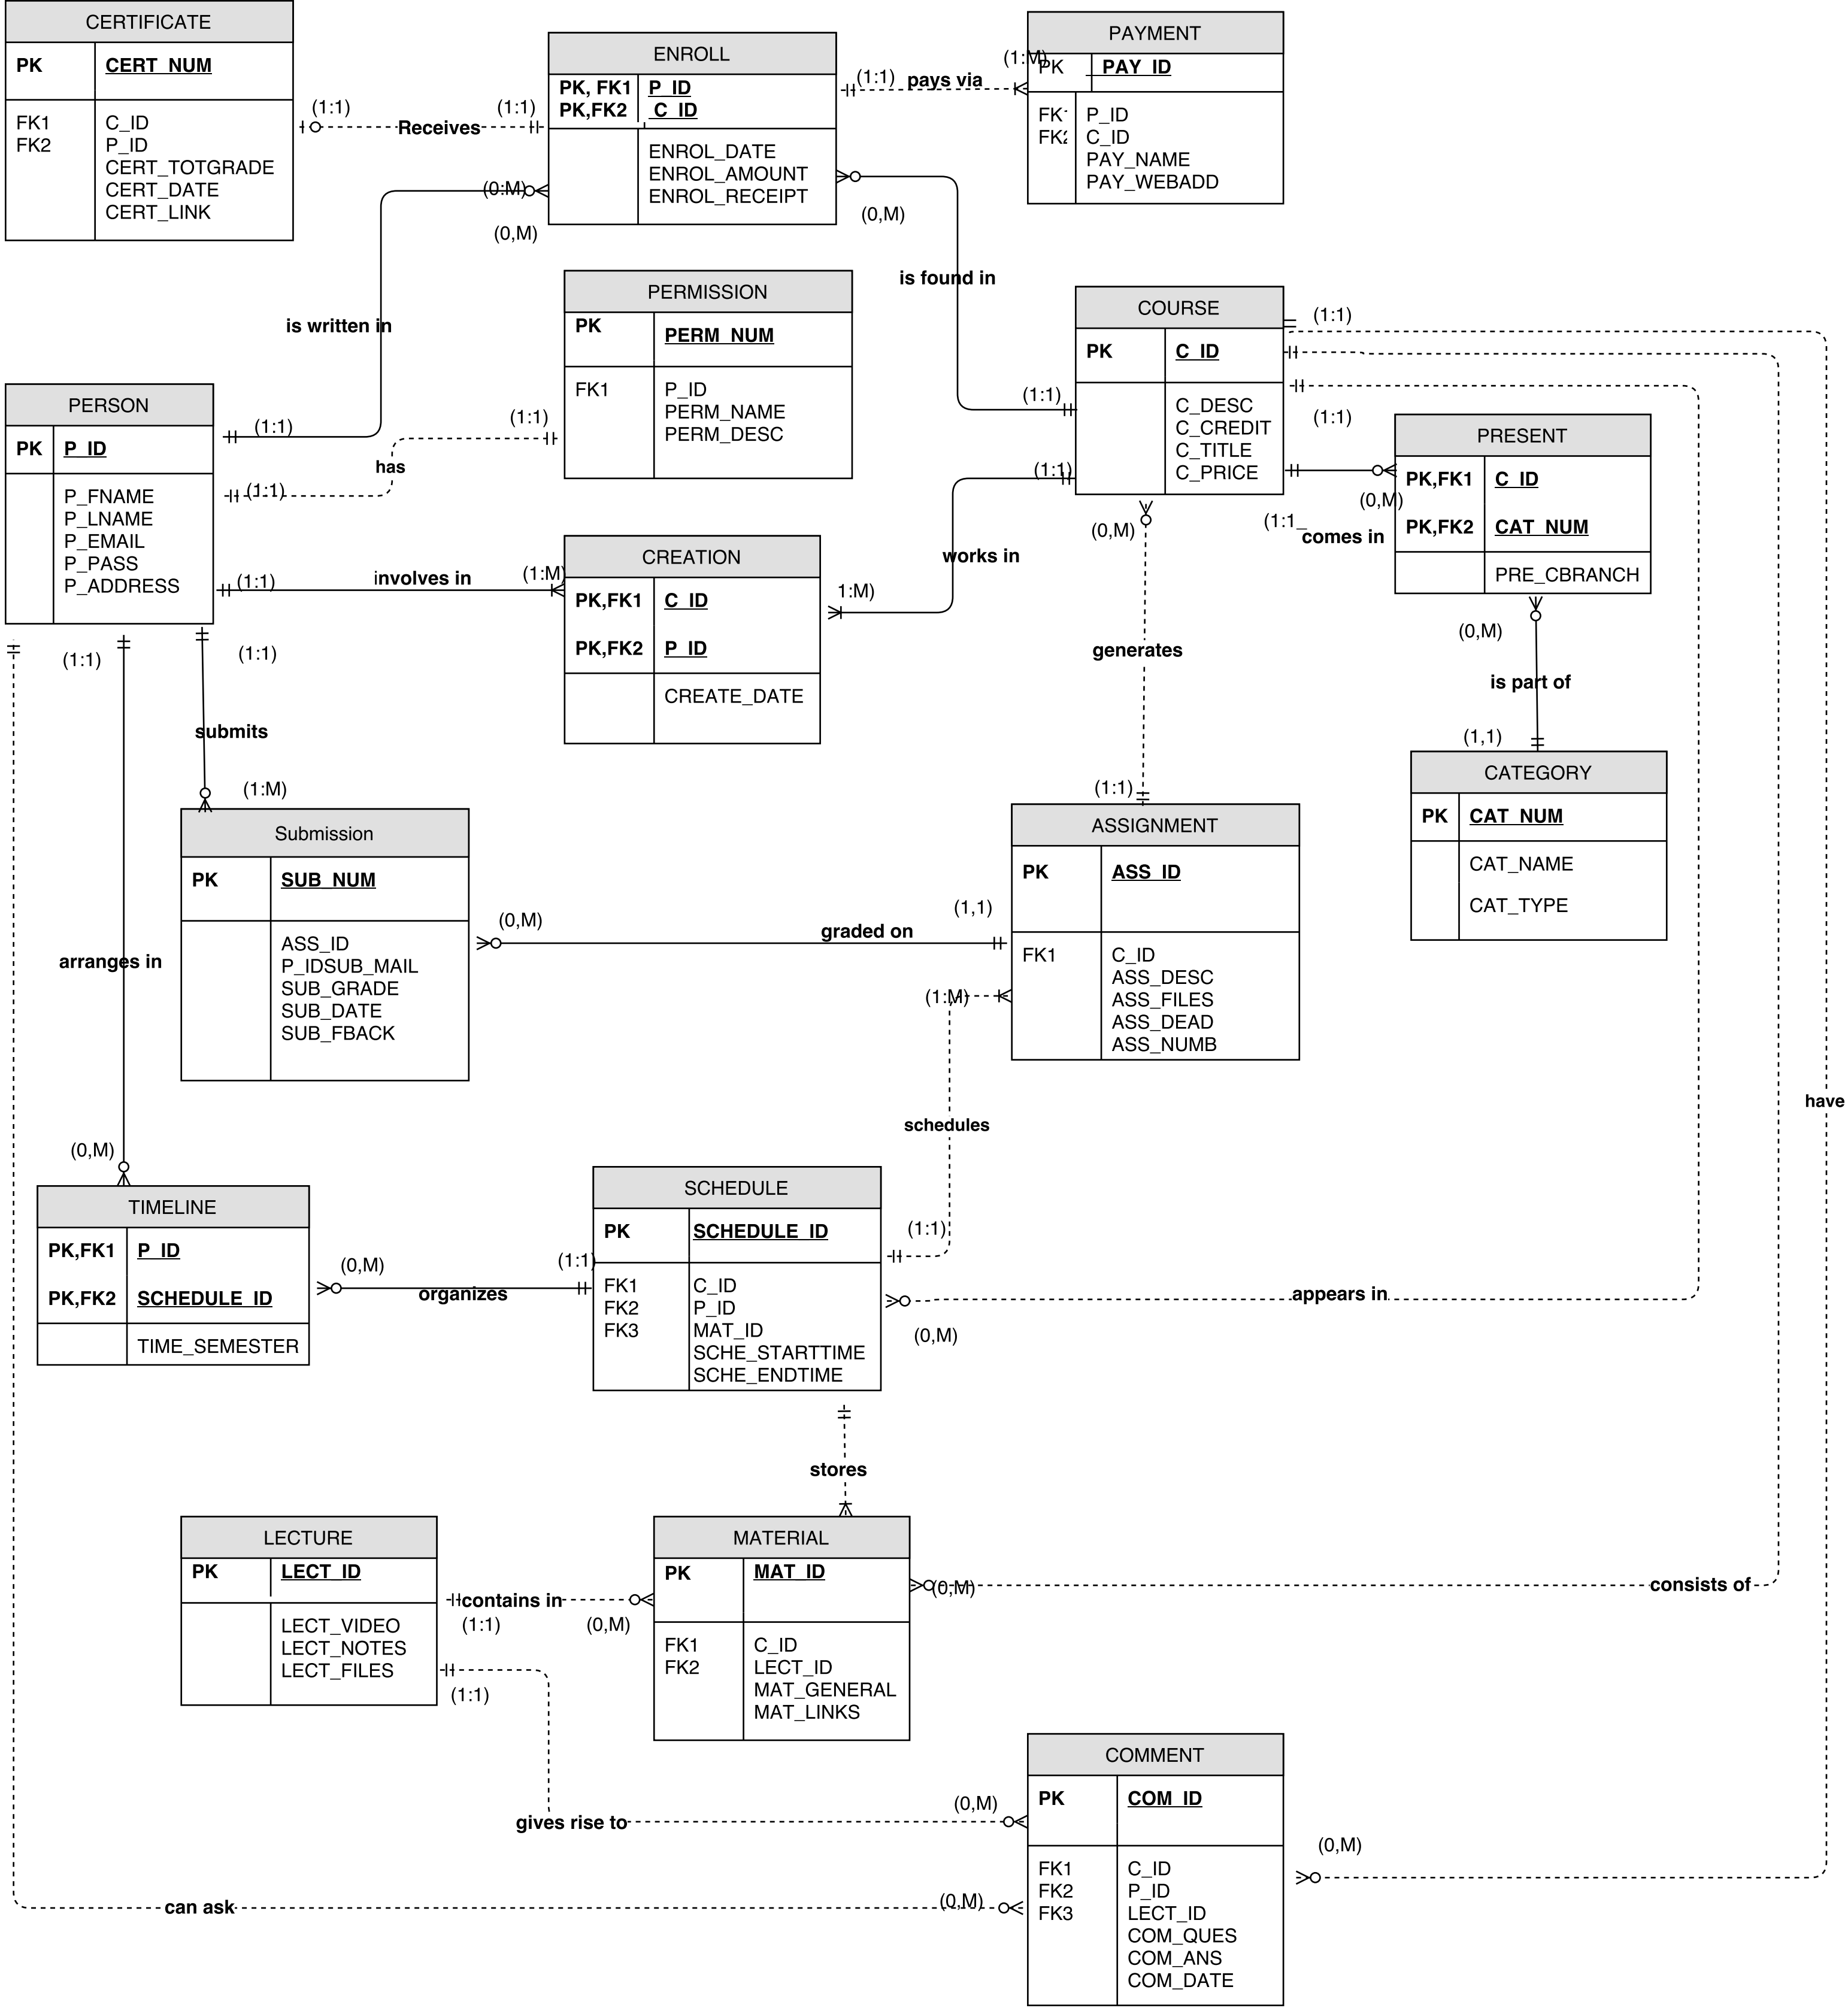 CERTIFICATE
PK CERT_NUM
FK1 C_ID
FK2 P_ID
CERT_TOTGRADE
CERT_DATE
CERT_LINK
ENROLL
PK, FK1 P_ID
PK,FK2 C_ID
ENROL_DATE
ENROL_AMOUNT
ENROL_RECEIPT
PAYMENT
PK PAY_ID
FK1 P_ID
FK2 C_ID
PAY_NAME
PAY_WEBADD
(1:1) Receives (1:1)
(1:1) pays via (1:M)
(0:M)
(0,M)
(0,M)
is written in
is found in
PERMISSION
PK PERM_NUM
FK1 P_ID
PERM_NAME
PERM_DESC
COURSE
PK C_ID
C_DESC
C_CREDIT
C_TITLE
C_PRICE
(1:1)
(1:1)
(1:1)
(1:1)
PERSON
PK P_ID
P_FNAME
P_LNAME
P_EMAIL
P_PASS
P_ADDRESS
(1:1)
(1:1)
has
(1:1)
PRESENT
PK,FK1 C_ID
PK,FK2 CAT_NUM
PRE_CBRANCH
(0,M)
(1:1_
comes in
(0,M)
works in
CREATION
PK,FK1 C_ID
PK,FK2 P_ID
CREATE_DATE
(1:1) involves in (1:M)
1:M)
generates
(0,M)
is part of
(1,1)
(1:1)
(1:1)
submits
(1:M)
(1:1)
CATEGORY
PK CAT_NUM
CAT_NAME
CAT_TYPE
Submission
PK SUB_NUM
ASS_ID
P_IDSUB_MAIL
SUB_GRADE
SUB_DATE
SUB_FBACK
ASSIGNMENT
PK ASS_ID
FK1 C_ID
ASS_DESC
ASS_FILES
ASS_DEAD
ASS_NUMB
(0,M)
graded on
(1,1)
arranges in
(1:M)
schedules
have
(0,M)
TIMELINE
PK,FK1 P_ID
PK,FK2 SCHEDULE_ID
TIME_SEMESTER
SCHEDULE
PK SCHEDULE_ID
FK1 C_ID
FK2 P_ID
FK3 MAT_ID
SCHE_STARTTIME
SCHE_ENDTIME
(1:1)
(0,M)
organizes
(1:1)
appears in
(0,M)
stores
LECTURE
PK LECT_ID
LECT_VIDEO
LECT_NOTES
LECT_FILES
MATERIAL
PK MAT_ID
FK1 C_ID
FK2 LECT_ID
MAT_GENERAL
MAT_LINKS
contains in
(1:1)
(0,M)
(0,M)
consists of
(1:1)
COMMENT
PK COM_ID
FK1 C_ID
FK2 P_ID
FK3 LECT_ID
COM_QUES
COM_ANS
COM_DATE
gives rise to
(0,M)
(0,M)
can ask
(0,M)